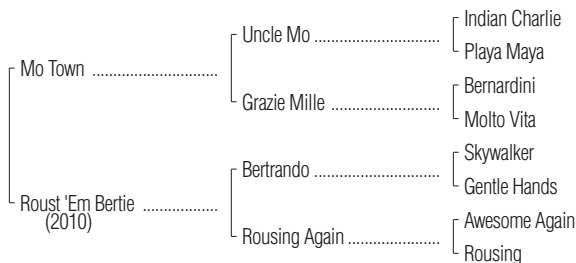 Indian Charlie
Uncle Mo ..................................
Playa Maya
Mo Town .................................
Bernardini
Grazie Mille .............................
Molto Vita
Skywalker
Bertrando ................................
Gentle Hands
Roust 'Em Bertie ....................
(2010)
Awesome Again
Rousing Again ........................
Rousing